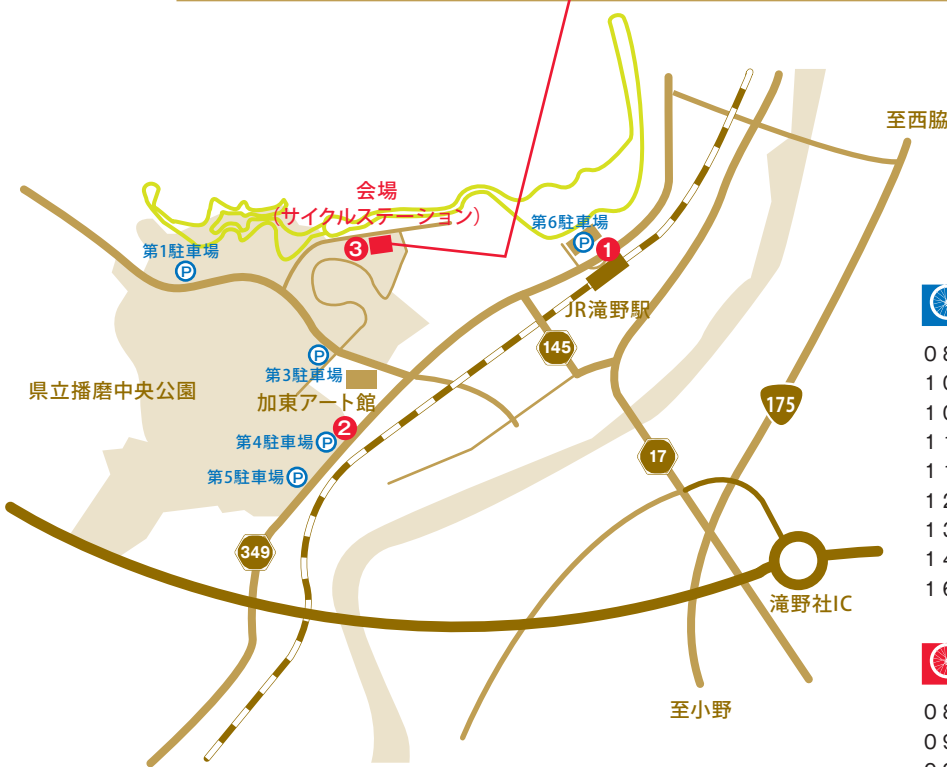 至西脇
会場
（サイクルステーション）
3
第6駐車場
P
1
第1駐車場
P
JR滝野駅
145
P
第3駐車場
県立播磨中央公園
加東アート館
175
2
第4駐車場 P
17
第5駐車場 P
349
滝野社IC
至小野